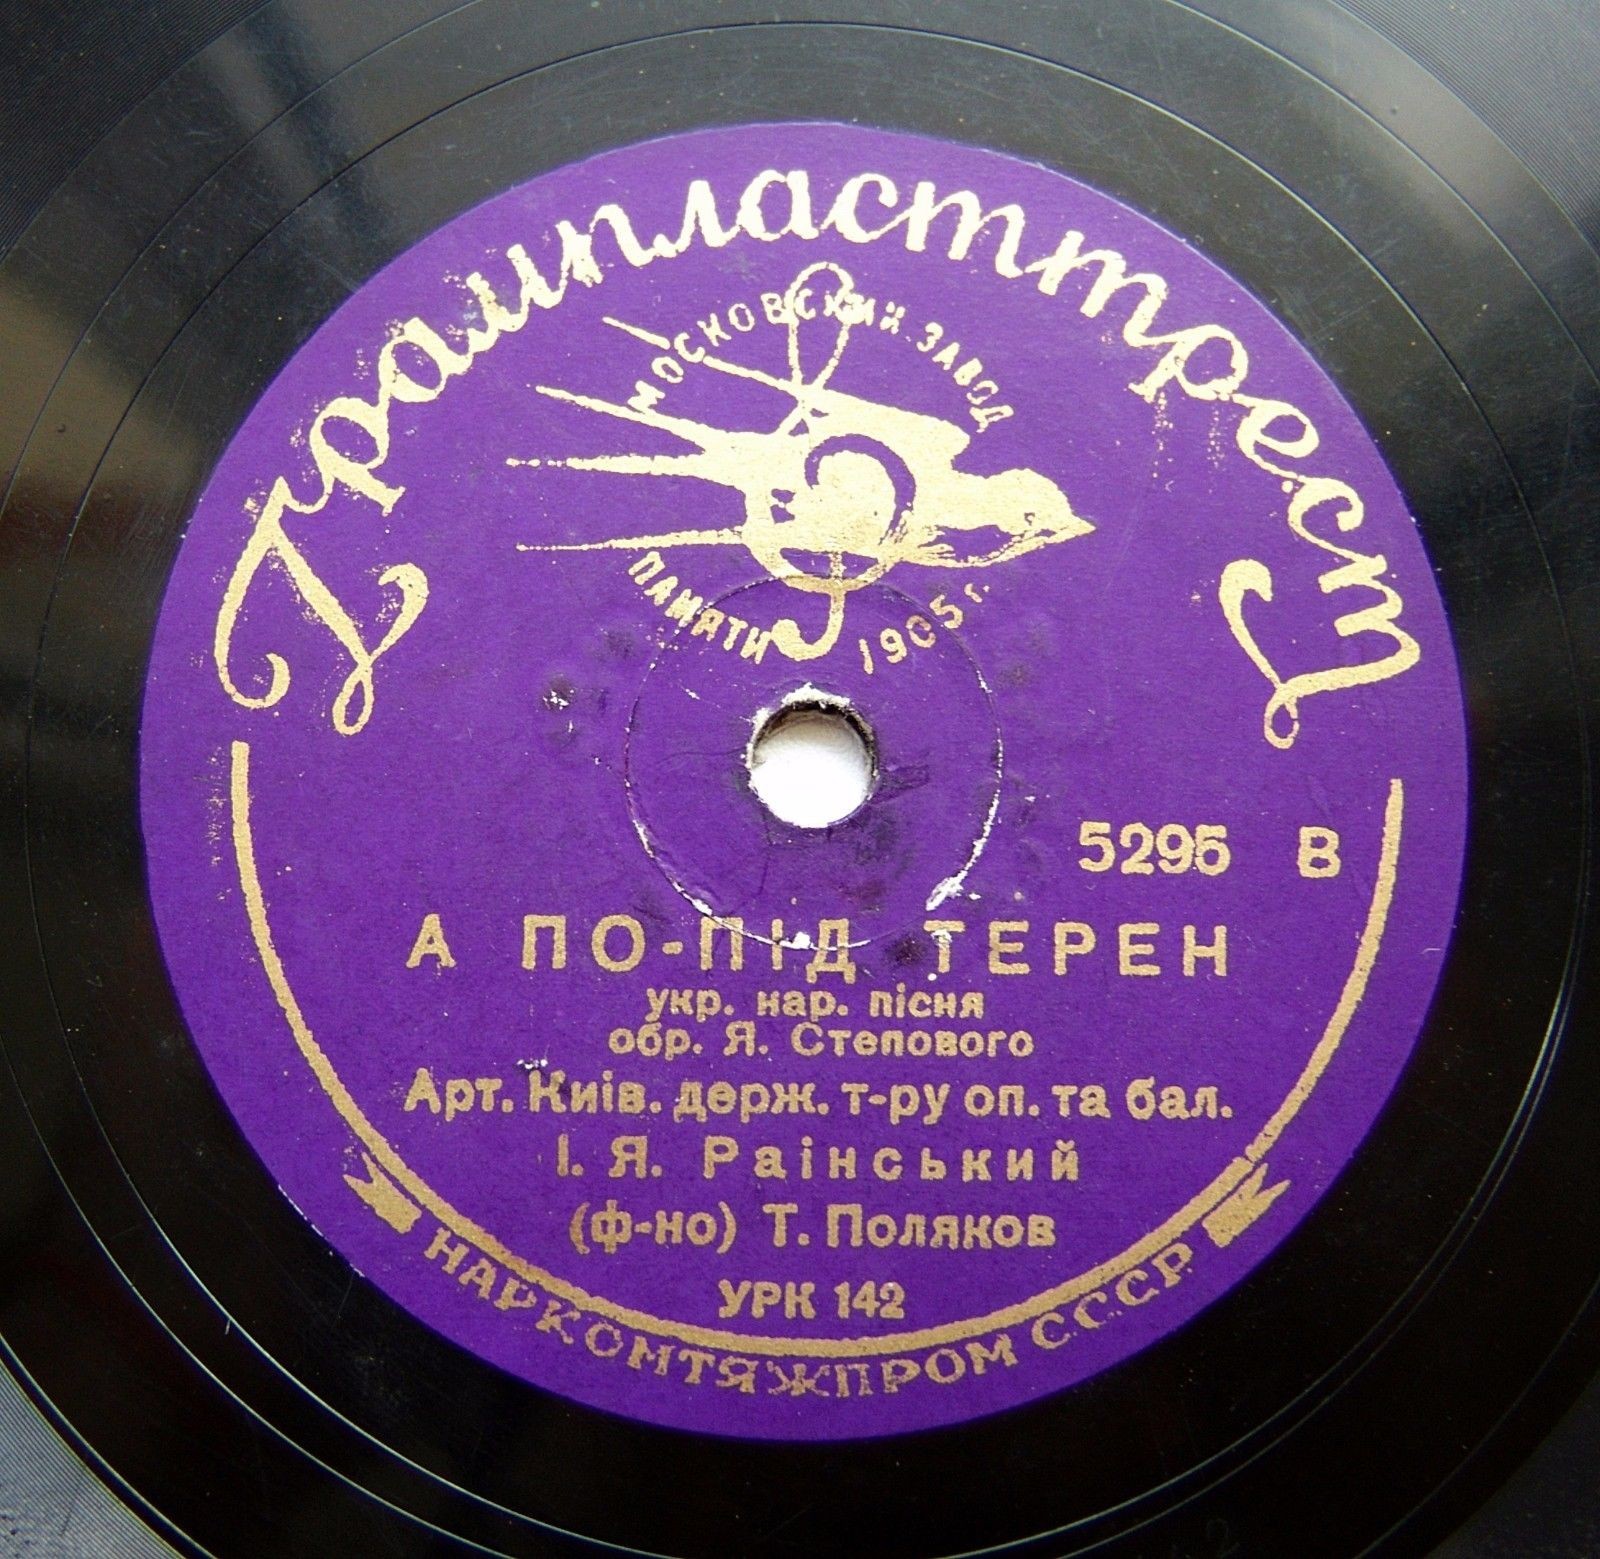 Грампласттрест
МОСКОВСКИЙ ЗАВОД
ПАМЯТИ 1905 г.
5295 В
А ПО-ПІД ТЕРЕН
укр. нар. пісня
обр. Я. Степового
Арт. Київ. держ. т-ру оп. та бал.
І. Я. Раінський
(ф-но) Т. Поляков
УРК 142
НАРКОМТЯЖПРОМ СССР